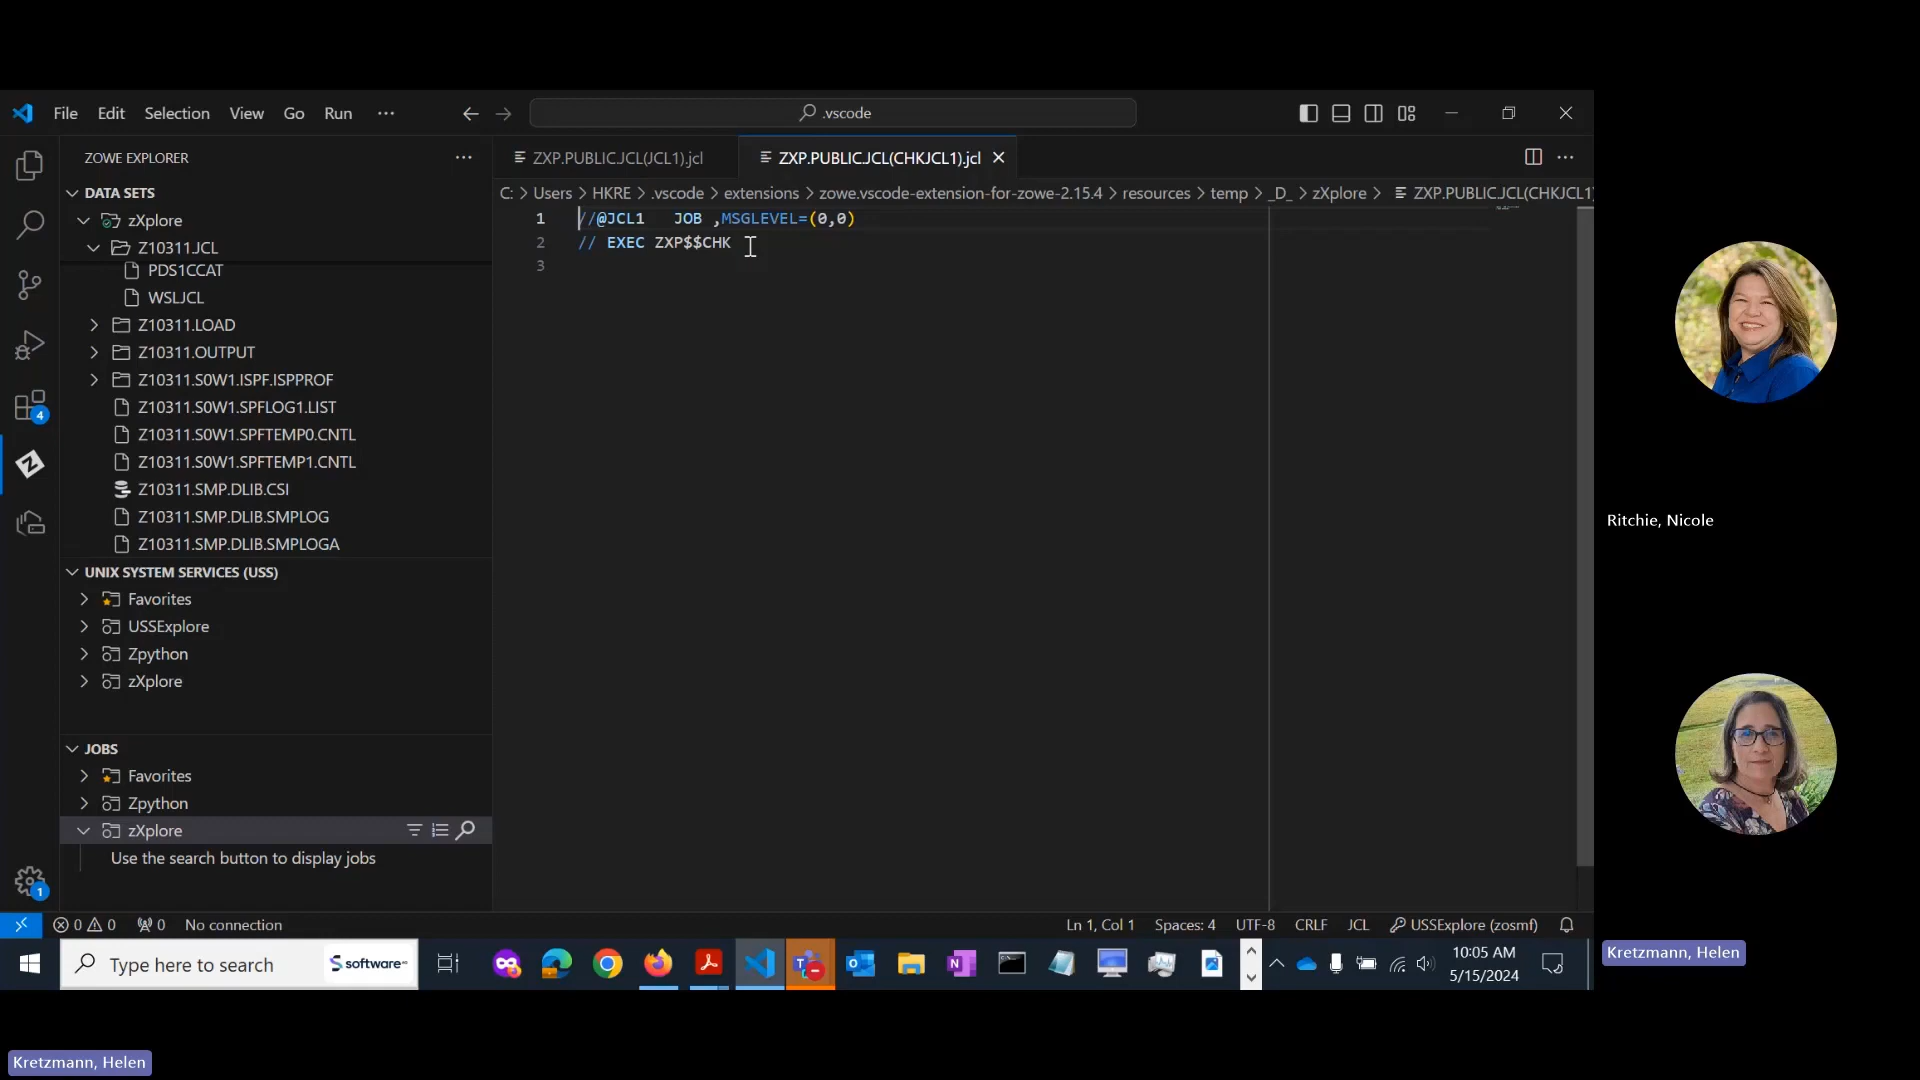 File Edit Selection View Go Run ···
.vscode
ZOWE EXPLORER
ZXP.PUBLIC.JCL(JCL1).jcl
ZXP.PUBLIC.JCL(CHKJCL1).jcl
C: > Users > HKRE > .vscode > extensions > zowe.vscode-extension-for-zowe-2.15.4 > resources > temp > _D_ > zXplore > ZXP.PUBLIC.JCL(CHKJCL1)
1 //@JCL1   JOB ,MSGLEVEL=(0,0)
2 // EXEC ZXP$$CHK
3
DATA SETS
zXplore
Z10311.JCL
PDS1CCAT
WSLJCL
Z10311.LOAD
Z10311.OUTPUT
Z10311.S0W1.ISPF.ISPPROF
Z10311.S0W1.SPFLOG1.LIST
Z10311.S0W1.SPFTEMP0.CNTL
Z10311.S0W1.SPFTEMP1.CNTL
Z10311.SMP.DLIB.CSI
Z10311.SMP.DLIB.SMPLOG
Z10311.SMP.DLIB.SMPLOGA
UNIX SYSTEM SERVICES (USS)
Favorites
USSExplore
Zpython
zXplore
JOBS
Favorites
Zpython
zXplore
Use the search button to display jobs
4
1
0 0 0 No connection
Ln 1, Col 1 Spaces: 4 UTF-8 CRLF JCL USSExplore (zosmf)
Type here to search
software
10:05 AM
5/15/2024
Ritchie, Nicole
Kretzmann, Helen
Kretzmann, Helen